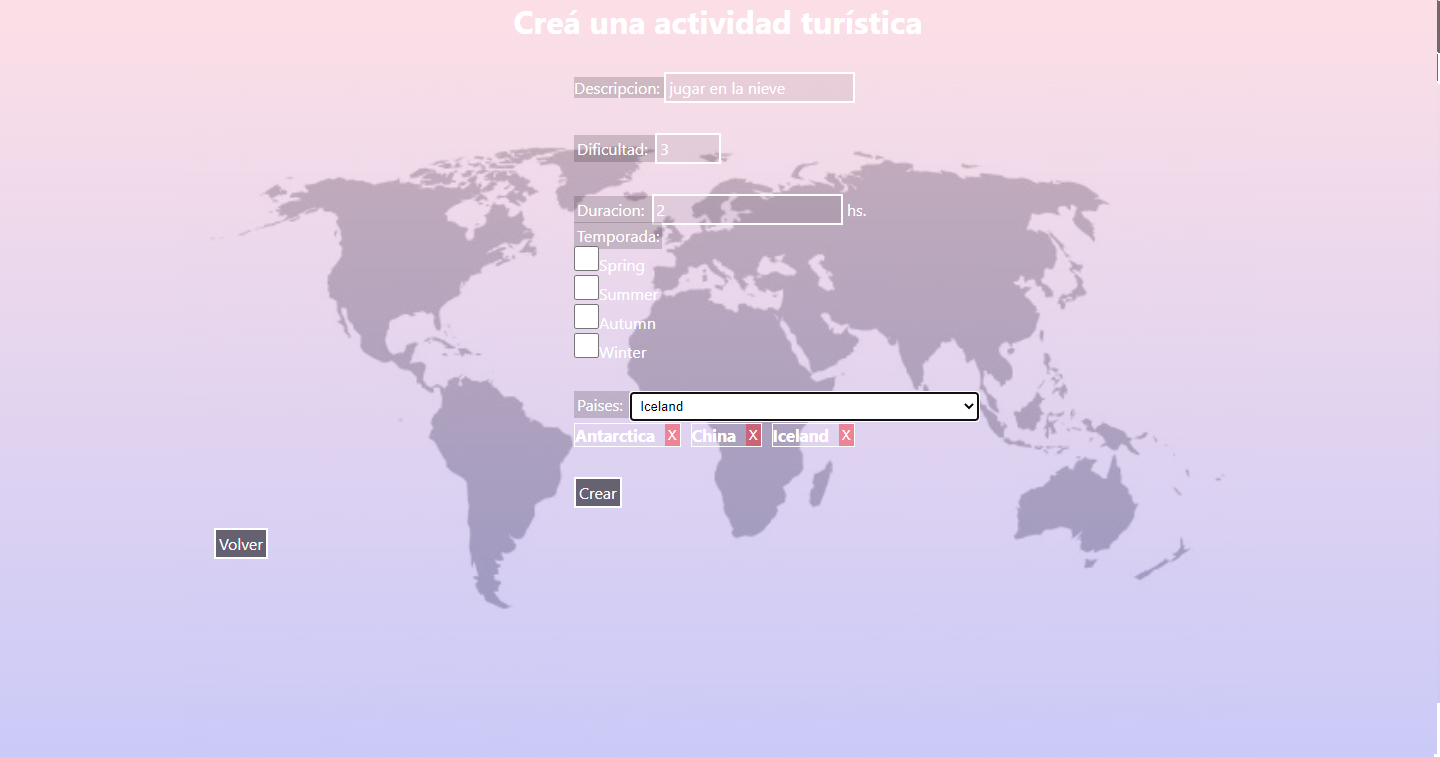 Creá una actividad turística
Descripcion: jugar en la nieve
Dificultad: 3
Duracion: 2 hs.
Temporada:
Spring
Summer
Autumn
Winter
Paises: Iceland
Antarctica X China X Iceland X
Crear
Volver